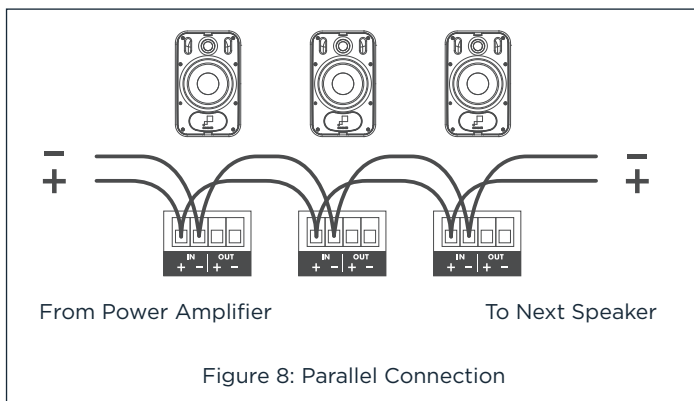 − −
+ +
IN OUT IN OUT IN OUT
+ − + − + − + − + − + −
From Power Amplifier To Next Speaker
Figure 8: Parallel Connection